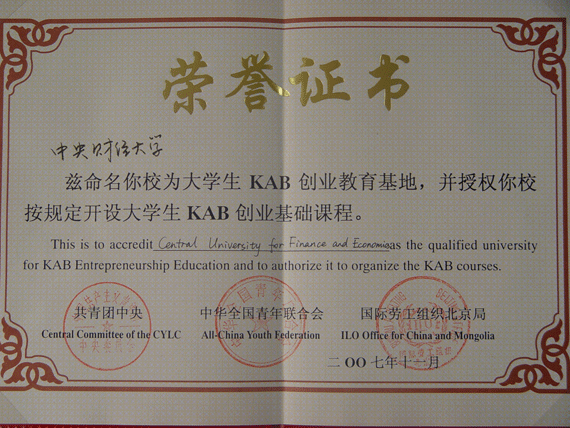 荣誉证书
中央财经大学
兹命名你校为大学生 KAB 创业教育基地，并授权你校
按规定开设大学生 KAB 创业基础课程。
This is to accredit Central University for Finance and Economics as the qualified university
for KAB Entrepreneurship Education and to authorize it to organize the KAB courses.
共青团中央 中华全国青年联合会 国际劳工组织北京局
Central Committee of the CYLC All-China Youth Federation ILO Office for China and Mongolia
二OO七年十一月